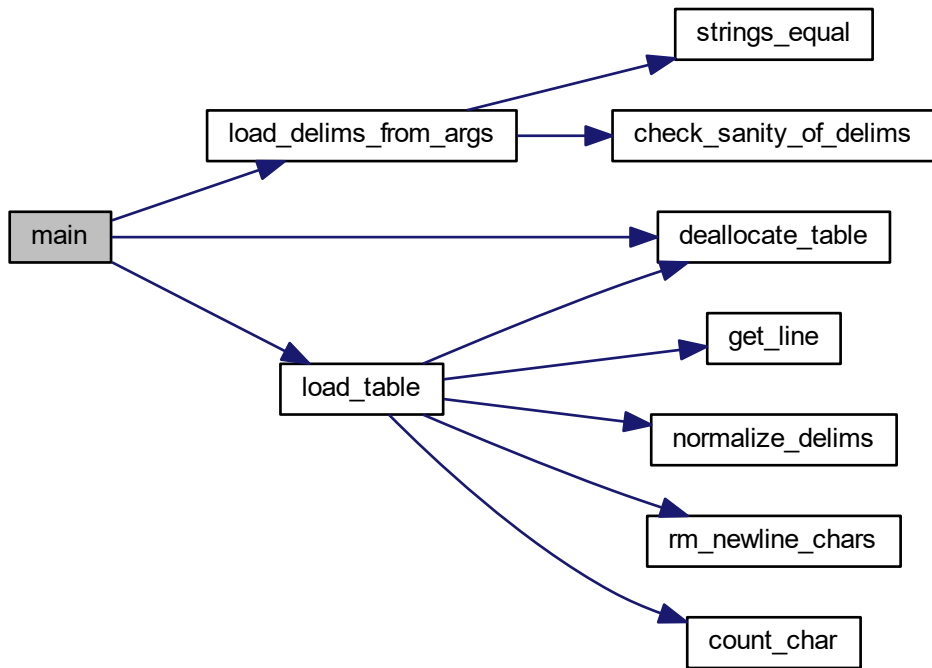 strings_equal
load_delims_from_args
check_sanity_of_delims
main
deallocate_table
get_line
load_table
normalize_delims
rm_newline_chars
count_char